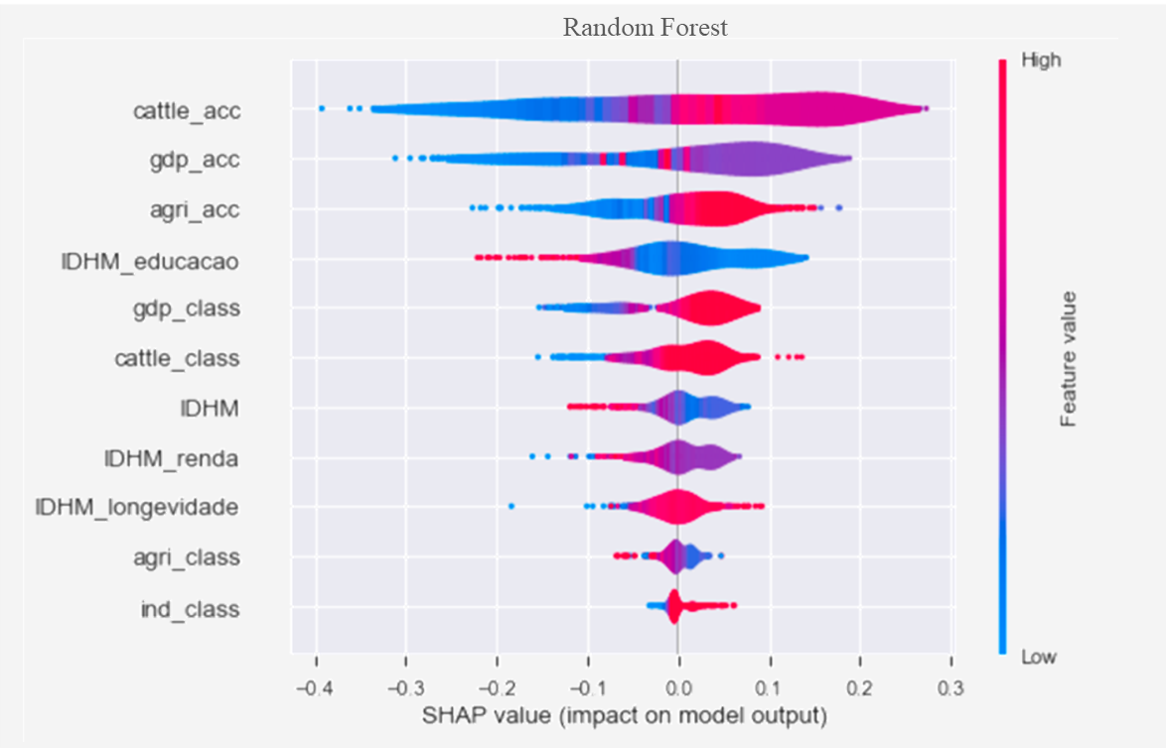 Random Forest
High
cattle_acc
gdp_acc
agri_acc
IDHM_educacao
gdp_class
cattle_class
IDHM
IDHM_renda
IDHM_longevidade
agri_class
ind_class
Feature value
Low
−0.4 −0.3 −0.2 −0.1 0.0 0.1 0.2 0.3
SHAP value (impact on model output)